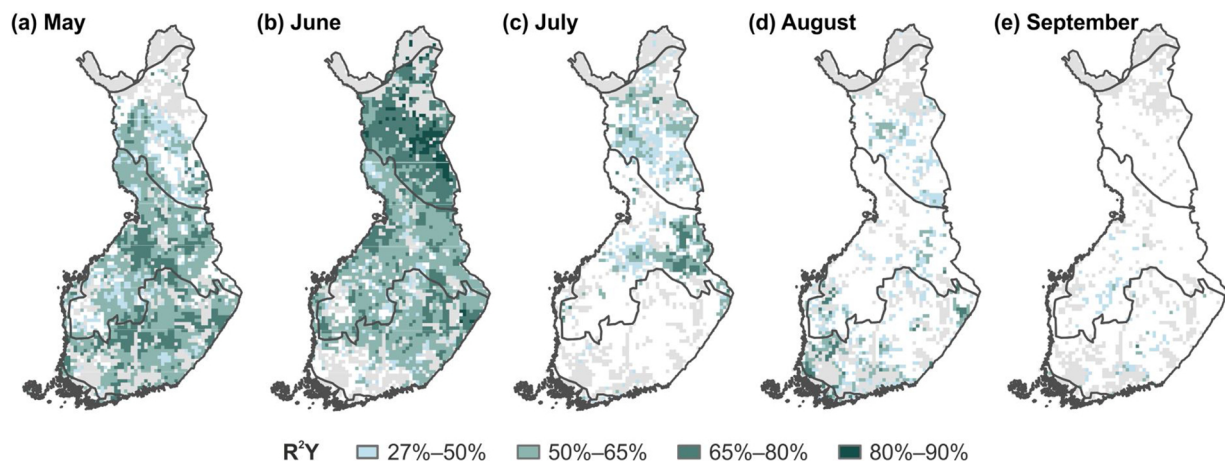 (a) May (b) June (c) July (d) August (e) September
R²Y 27%–50% 50%–65% 65%–80% 80%–90%